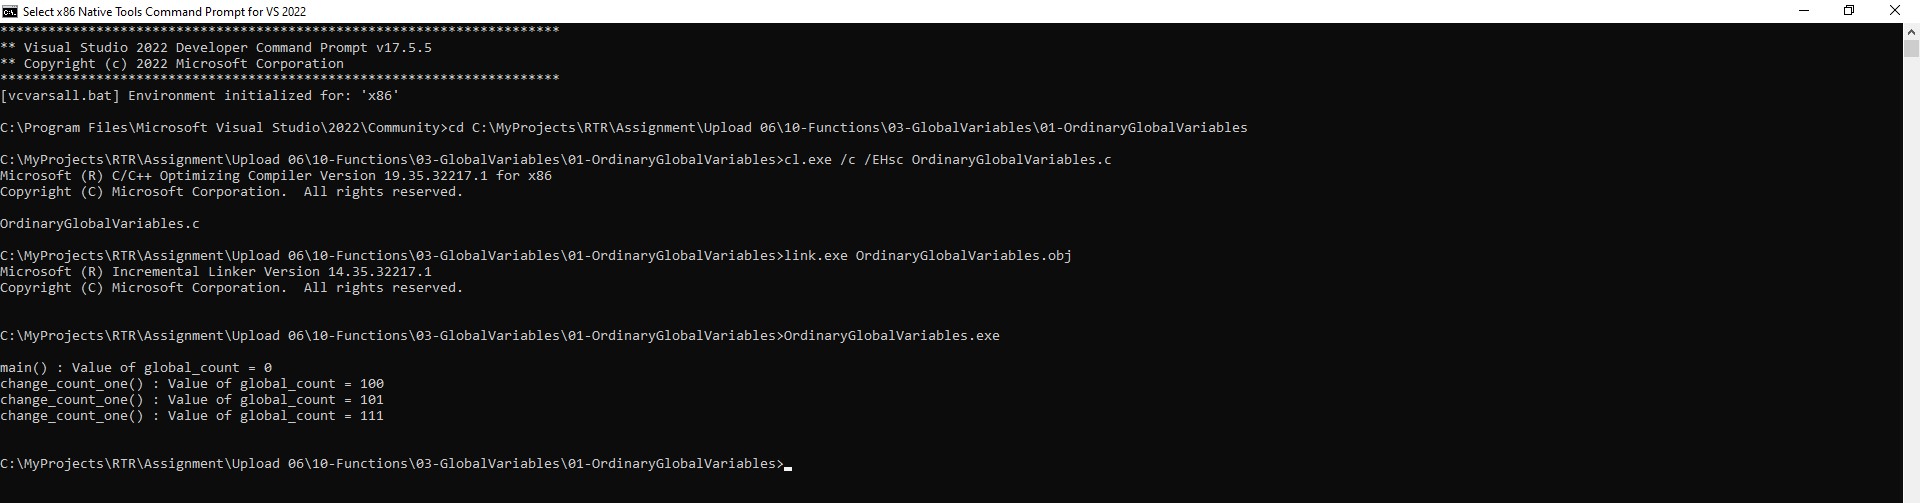 Select x86 Native Tools Command Prompt for VS 2022
**********************************************************************
** Visual Studio 2022 Developer Command Prompt v17.5.5
** Copyright (c) 2022 Microsoft Corporation
**********************************************************************
[vcvarsall.bat] Environment initialized for: 'x86'
C:\Program Files\Microsoft Visual Studio\2022\Community>cd C:\MyProjects\RTR\Assignment\Upload 06\10-Functions\03-GlobalVariables\01-OrdinaryGlobalVariables
C:\MyProjects\RTR\Assignment\Upload 06\10-Functions\03-GlobalVariables\01-OrdinaryGlobalVariables>cl.exe /c /EHsc OrdinaryGlobalVariables.c
Microsoft (R) C/C++ Optimizing Compiler Version 19.35.32217.1 for x86
Copyright (C) Microsoft Corporation.  All rights reserved.
OrdinaryGlobalVariables.c
C:\MyProjects\RTR\Assignment\Upload 06\10-Functions\03-GlobalVariables\01-OrdinaryGlobalVariables>link.exe OrdinaryGlobalVariables.obj
Microsoft (R) Incremental Linker Version 14.35.32217.1
Copyright (C) Microsoft Corporation.  All rights reserved.
C:\MyProjects\RTR\Assignment\Upload 06\10-Functions\03-GlobalVariables\01-OrdinaryGlobalVariables>OrdinaryGlobalVariables.exe
main() : Value of global_count = 0
change_count_one() : Value of global_count = 100
change_count_one() : Value of global_count = 101
change_count_one() : Value of global_count = 111
C:\MyProjects\RTR\Assignment\Upload 06\10-Functions\03-GlobalVariables\01-OrdinaryGlobalVariables>